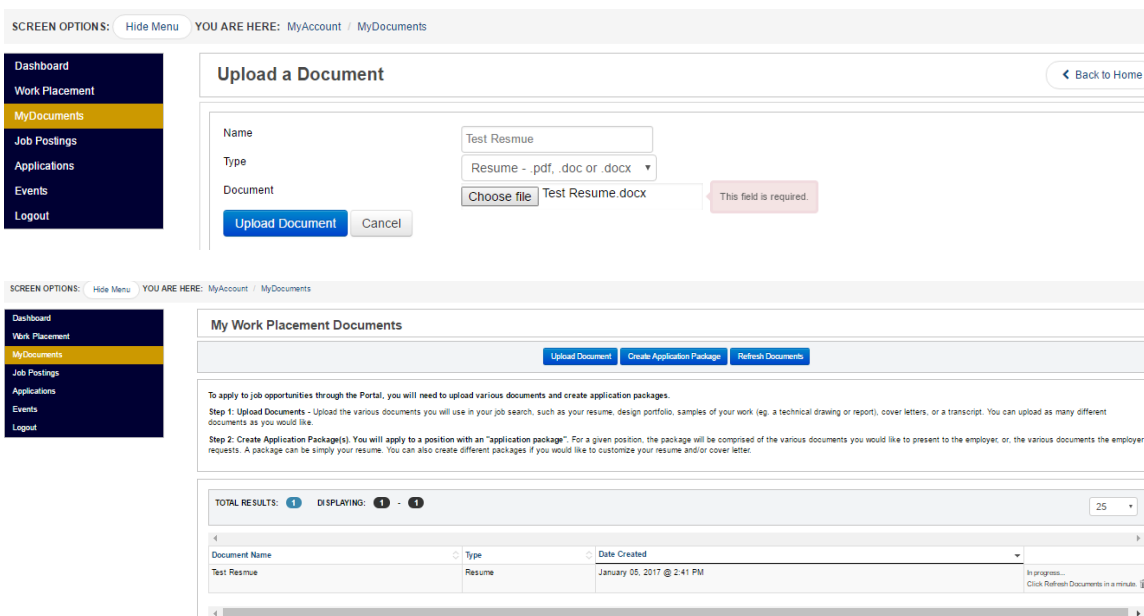 SCREEN OPTIONS: Hide Menu YOU ARE HERE: MyAccount / MyDocuments
Dashboard
Work Placement
MyDocuments
Job Postings
Applications
Events
Logout
Upload a Document
Back to Home
Name
Test Resmue
Type
Resume - .pdf, .doc or .docx
Document
Choose file Test Resume.docx
This field is required.
Upload Document Cancel
SCREEN OPTIONS: Hide Menu YOU ARE HERE: MyAccount / MyDocuments
Dashboard
Work Placement
MyDocuments
Job Postings
Applications
Events
Logout
My Work Placement Documents
Upload Document Create Application Package Refresh Documents
To apply to job opportunities through the Portal, you will need to upload various documents and create application packages.
Step 1: Upload Documents - Upload the various documents you will use in your job search, such as your resume, design portfolio, samples of your work (eg. a technical drawing or report), cover letters, or a transcript. You can upload as many different
documents as you would like.
Step 2: Create Application Package(s). You will apply to a position with an "application package". For a given position, the package will be comprised of the various documents you would like to present to the employer, or, the various documents the employer
requests. A package can be simply your resume. You can also create different packages if you would like to customize your resume and/or cover letter.
TOTAL RESULTS: 1 DISPLAYING: 1 - 1
25
Document Name Type Date Created
Test Resmue Resume January 05, 2017 @ 2:41 PM In progress...
Click Refresh Documents in a minute.